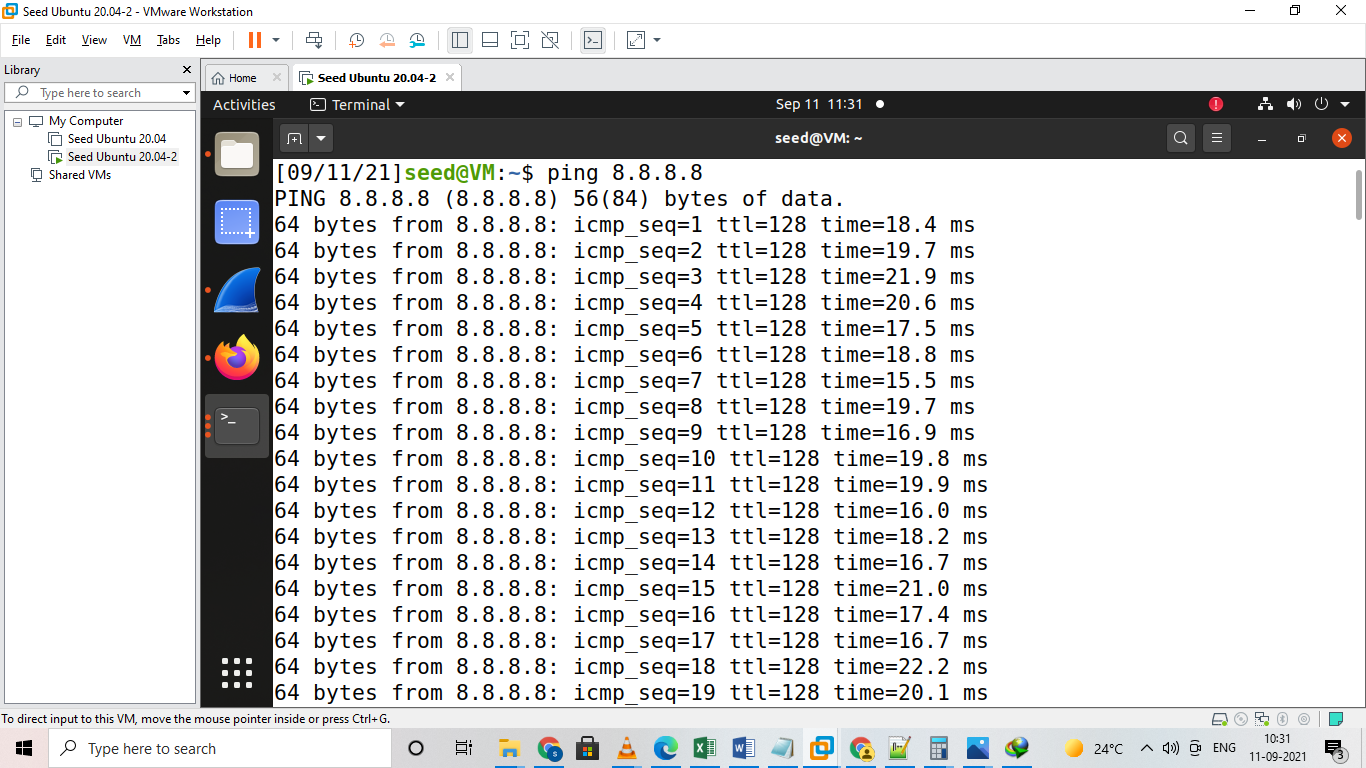 Seed Ubuntu 20.04-2 - VMware Workstation
File Edit View VM Tabs Help
Library
Type here to search
My Computer
Seed Ubuntu 20.04
Seed Ubuntu 20.04-2
Shared VMs
Home
Seed Ubuntu 20.04-2
Activities Terminal Sep 11 11:31
seed@VM: ~
[09/11/21]seed@VM:~$ ping 8.8.8.8
PING 8.8.8.8 (8.8.8.8) 56(84) bytes of data.
64 bytes from 8.8.8.8: icmp_seq=1 ttl=128 time=18.4 ms
64 bytes from 8.8.8.8: icmp_seq=2 ttl=128 time=19.7 ms
64 bytes from 8.8.8.8: icmp_seq=3 ttl=128 time=21.9 ms
64 bytes from 8.8.8.8: icmp_seq=4 ttl=128 time=20.6 ms
64 bytes from 8.8.8.8: icmp_seq=5 ttl=128 time=17.5 ms
64 bytes from 8.8.8.8: icmp_seq=6 ttl=128 time=18.8 ms
64 bytes from 8.8.8.8: icmp_seq=7 ttl=128 time=15.5 ms
64 bytes from 8.8.8.8: icmp_seq=8 ttl=128 time=19.7 ms
64 bytes from 8.8.8.8: icmp_seq=9 ttl=128 time=16.9 ms
64 bytes from 8.8.8.8: icmp_seq=10 ttl=128 time=19.8 ms
64 bytes from 8.8.8.8: icmp_seq=11 ttl=128 time=19.9 ms
64 bytes from 8.8.8.8: icmp_seq=12 ttl=128 time=16.0 ms
64 bytes from 8.8.8.8: icmp_seq=13 ttl=128 time=18.2 ms
64 bytes from 8.8.8.8: icmp_seq=14 ttl=128 time=16.7 ms
64 bytes from 8.8.8.8: icmp_seq=15 ttl=128 time=21.0 ms
64 bytes from 8.8.8.8: icmp_seq=16 ttl=128 time=17.4 ms
64 bytes from 8.8.8.8: icmp_seq=17 ttl=128 time=16.7 ms
64 bytes from 8.8.8.8: icmp_seq=18 ttl=128 time=22.2 ms
64 bytes from 8.8.8.8: icmp_seq=19 ttl=128 time=20.1 ms
To direct input to this VM, move the mouse pointer inside or press Ctrl+G.
Type here to search
24°C
ENG
10:31
11-09-2021
3